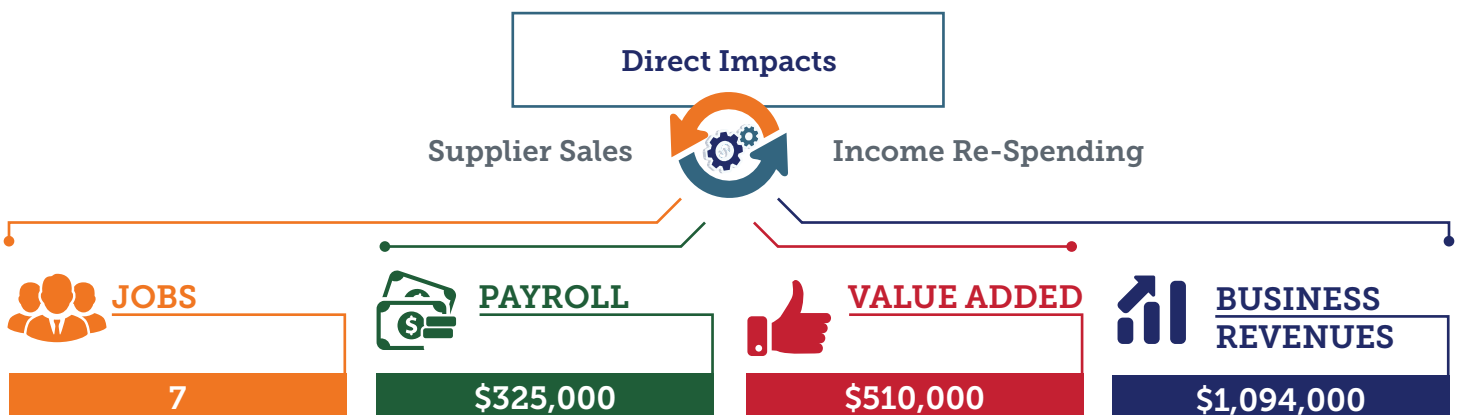 Direct Impacts
Supplier Sales
Income Re-Spending
JOBS
7
PAYROLL
$
$325,000
VALUE ADDED
$510,000
BUSINESS
REVENUES
$1,094,000